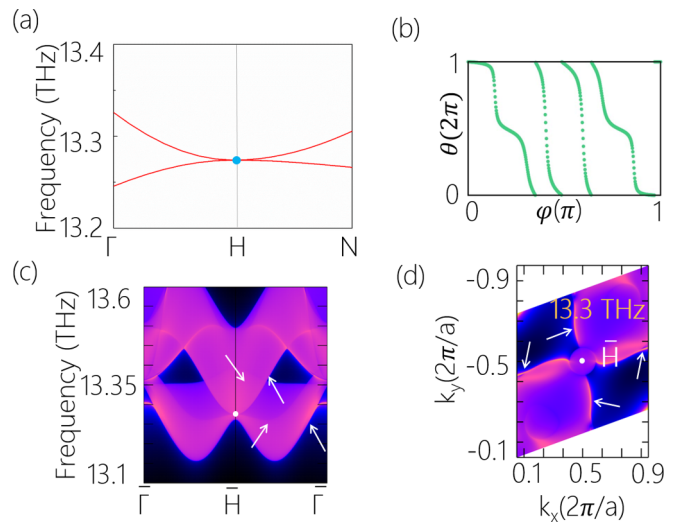 (a)
Frequency (THz)
13.4
13.3
13.2
Γ
H
N
(b)
θ(2π)
1
0
0
φ(π)
1
(c)
Frequency (THz)
13.6
13.35
13.1
Γ̅
H̅
Γ̅
(d)
k_y(2π/a)
-0.9
-0.5
-0.1
13.3 THz
H̅
0.1
0.5
0.9
k_x(2π/a)